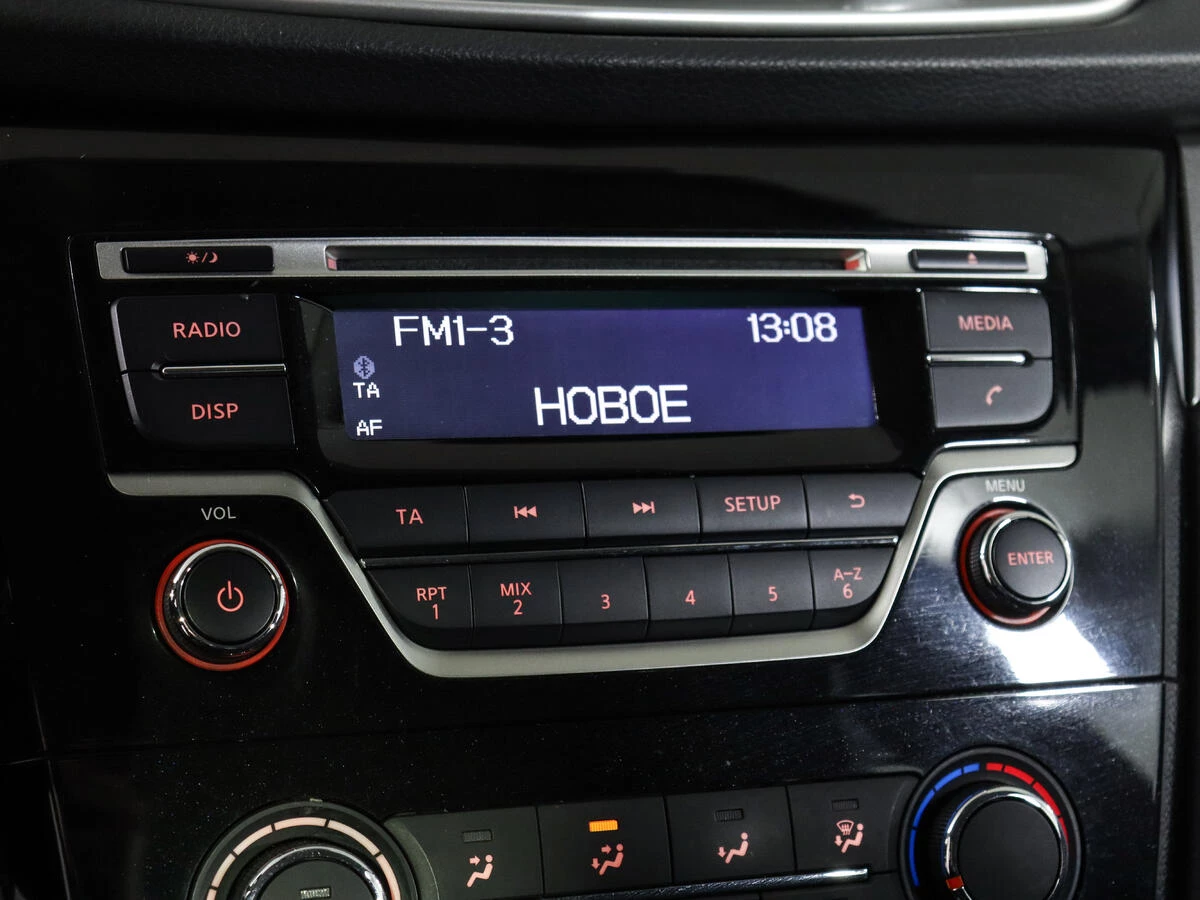 RADIO
DISP
FM1-3
13:08
TA
AF
HOBOE
MEDIA
VOL
TA
SETUP
MENU
ENTER
RPT
1
MIX
2
3
4
5
A-Z
6